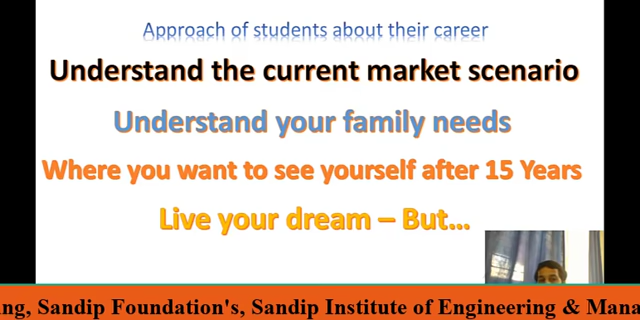 Approach of students about their career
Understand the current market scenario
Understand your family needs
Where you want to see yourself after 15 Years
Live your dream – But...
ng, Sandip Foundation's, Sandip Institute of Engineering & Mana